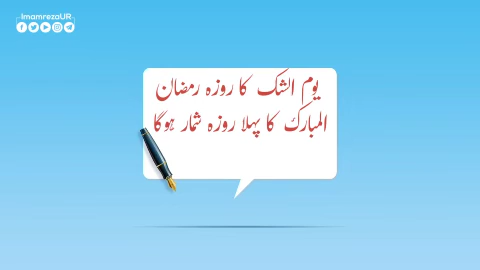 ImamrezaUR
یوم الشک کا روزہ رمضان
المبارک کا پہلا روزہ شمار ہوگا